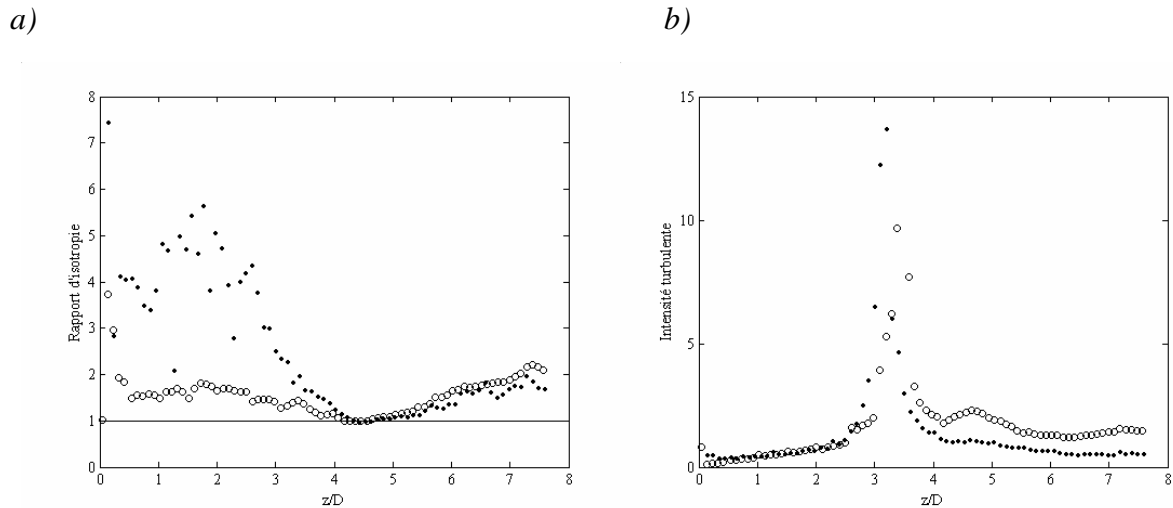 a)
b)
8
7
6
5
4
3
2
1
0
Rapport d'isotropie
0 1 2 3 4 5 6 7 8
z/D
15
10
5
0
Intensité turbulente
0 1 2 3 4 5 6 7 8
z/D